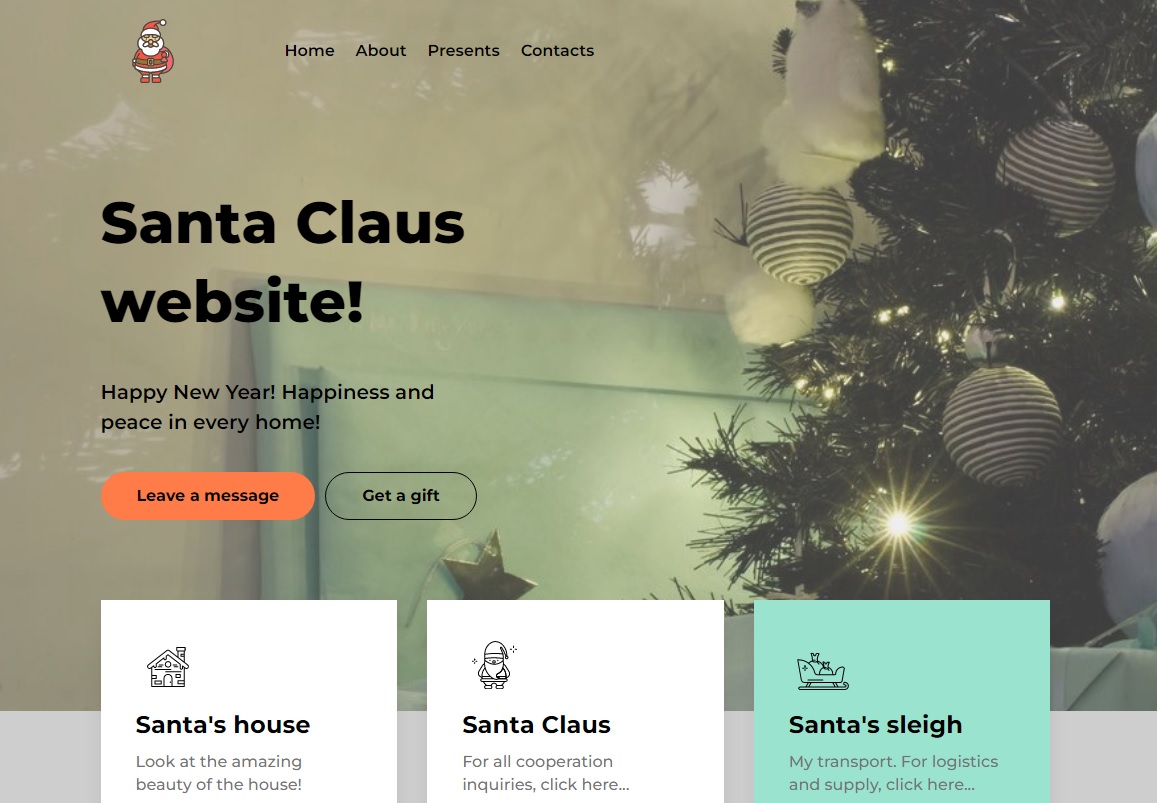 Home About Presents Contacts
Santa Claus
website!
Happy New Year! Happiness and
peace in every home!
Leave a message Get a gift
Santa's house
Look at the amazing
beauty of the house!
Santa Claus
For all cooperation
inquiries, click here...
Santa's sleigh
My transport. For logistics
and supply, click here...